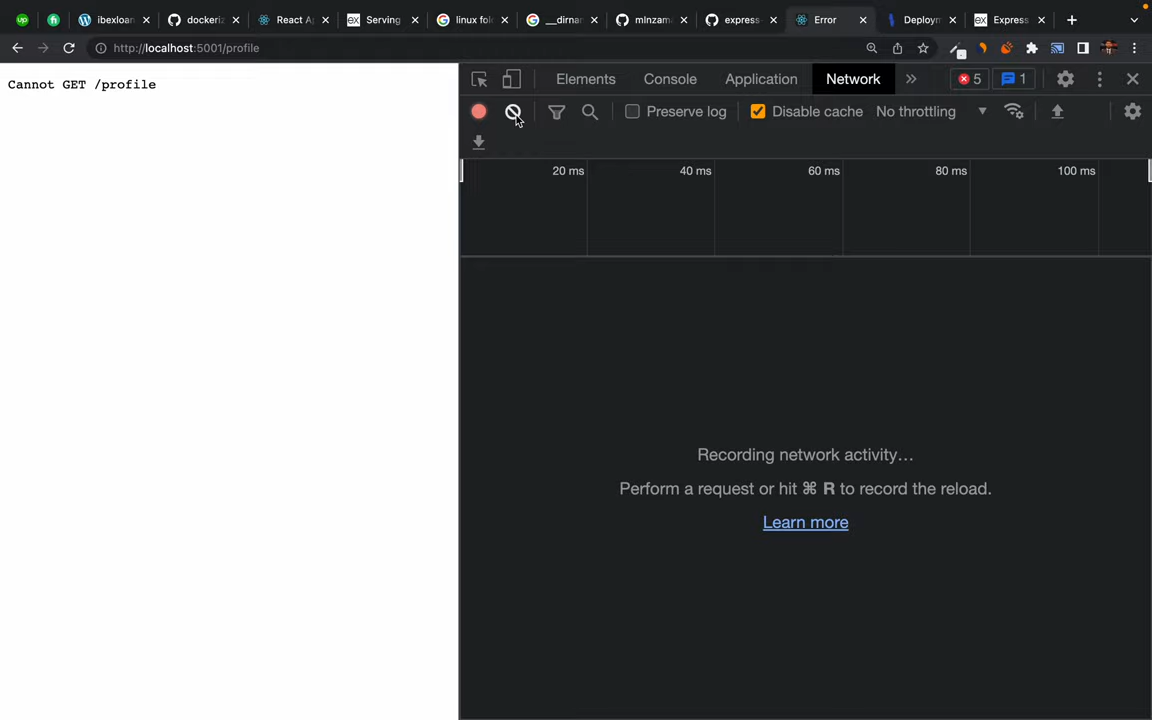 ibexloan
dockeriz
React Ap
Serving
linux fol
__dirnar
mlnzama
express-
Error
Deploym
Express
http://localhost:5001/profile
Cannot GET /profile
Elements
Console
Application
Network
5
1
Preserve log
Disable cache
No throttling
20 ms
40 ms
60 ms
80 ms
100 ms
Recording network activity…
Perform a request or hit ⌘ R to record the reload.
Learn more